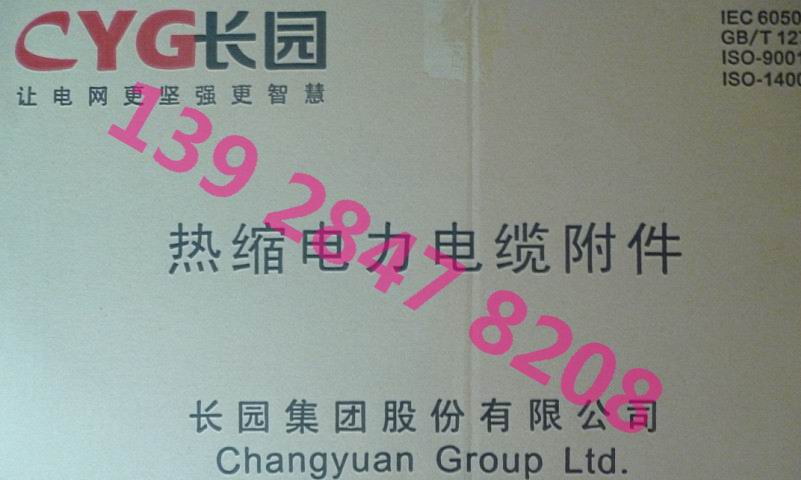 CYG长园
让电网更坚强更智慧
IEC 6050
GB/T 127
ISO-9001
ISO-1400
139 2847 8208
热缩电力电缆附件
长园集团股份有限公司
Changyuan Group Ltd.